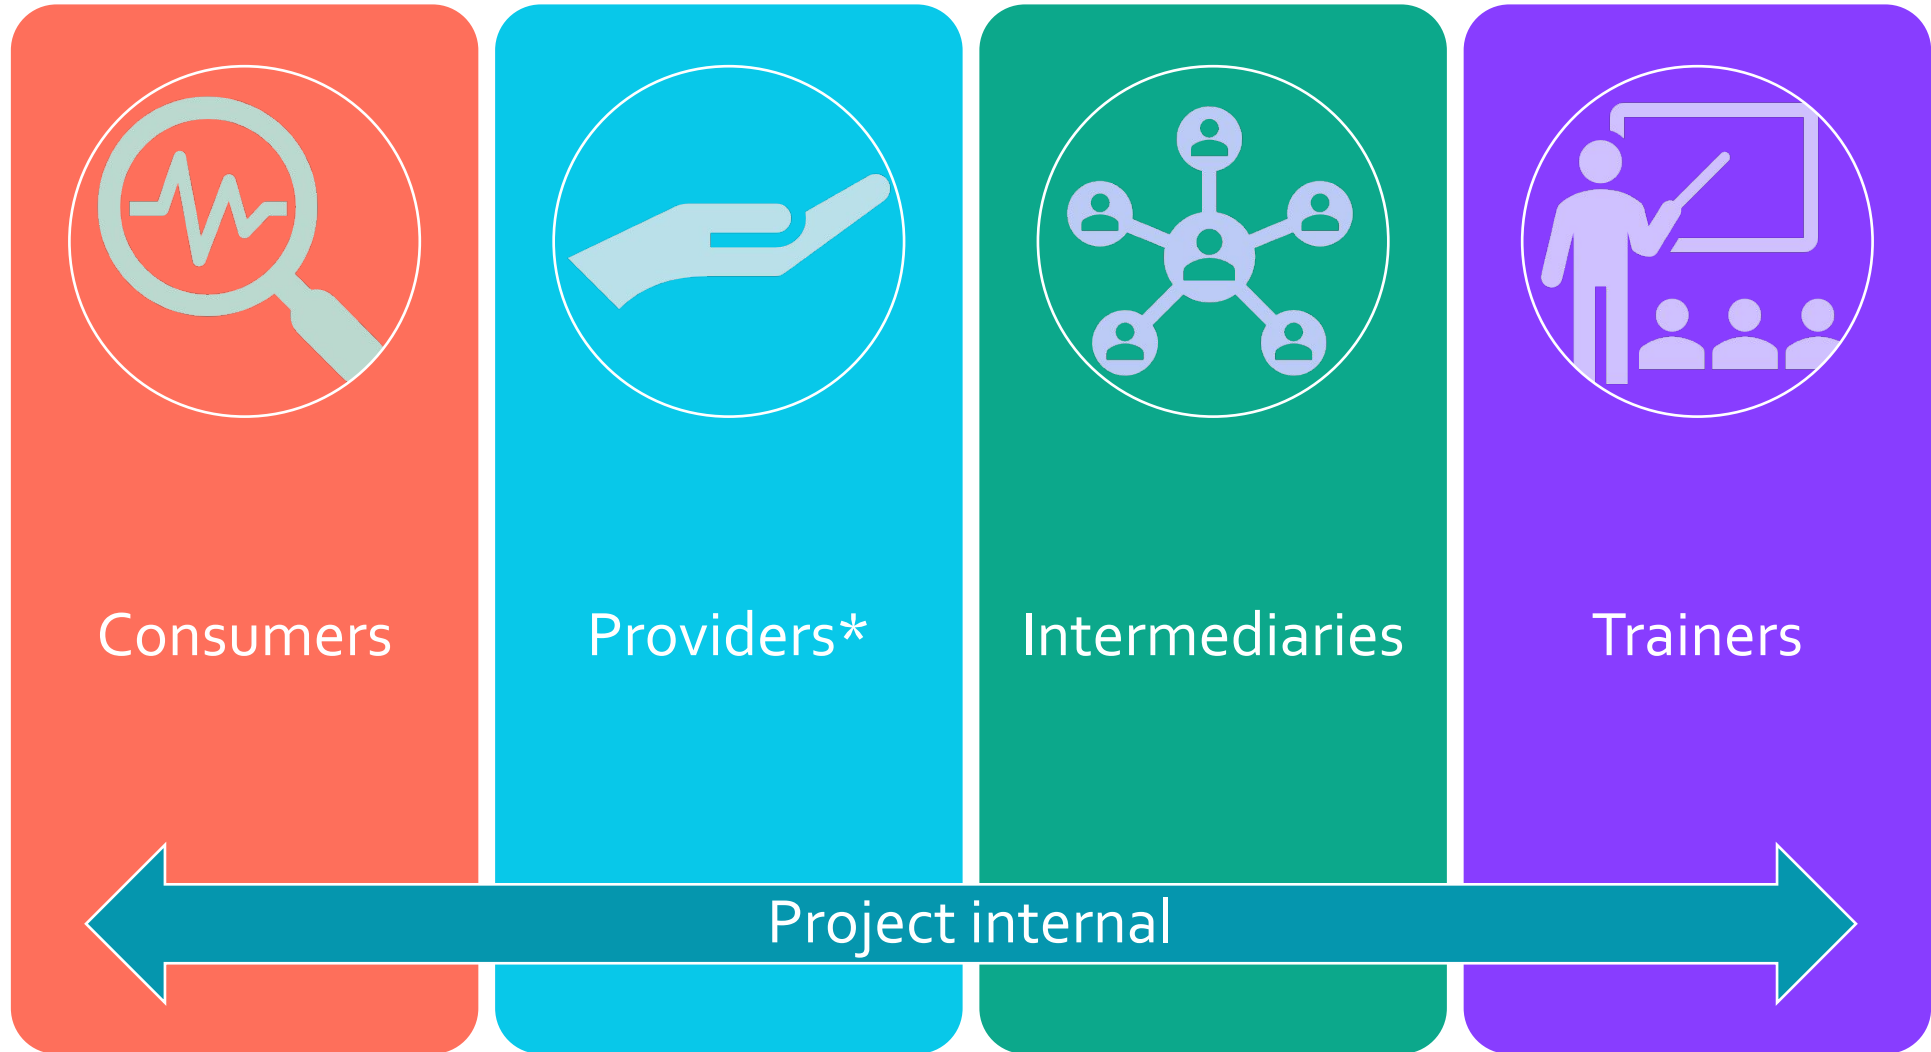 Consumers
Providers*
Intermediaries
Trainers
Project internal